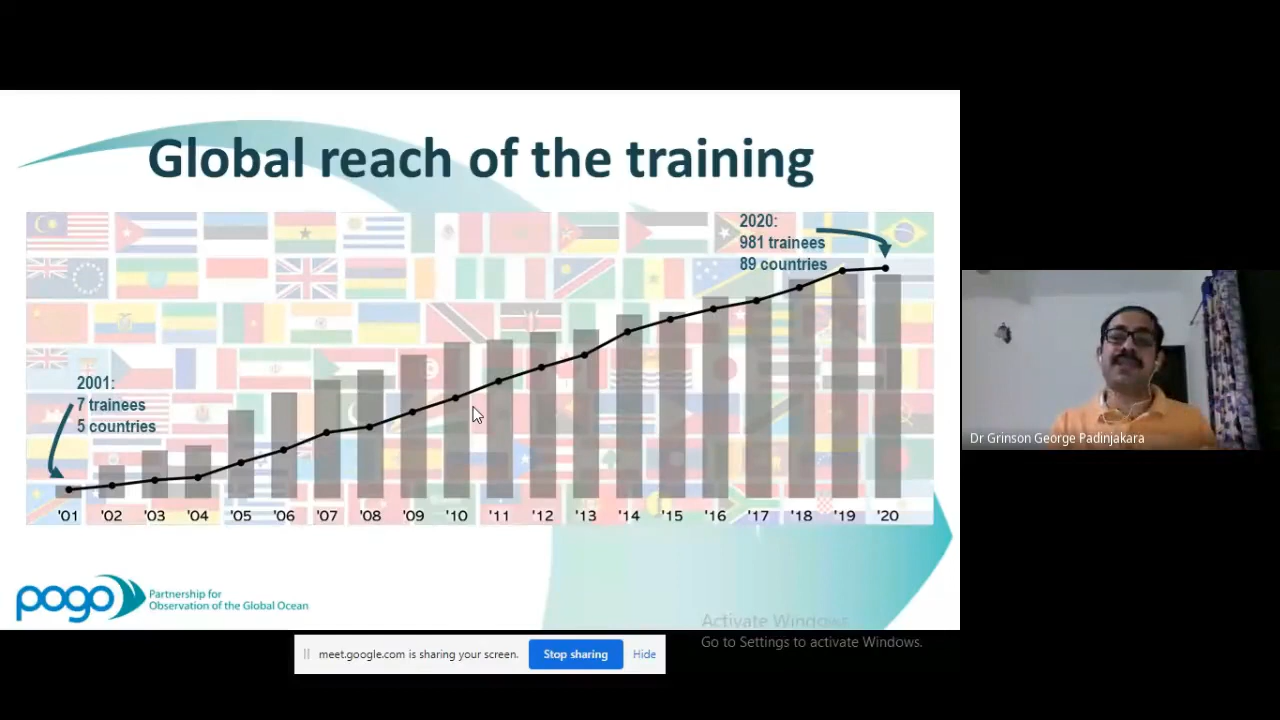 Global reach of the training
2020:
981 trainees
89 countries
2001:
7 trainees
5 countries
'01 '02 '03 '04 '05 '06 '07 '08 '09 '10 '11 '12 '13 '14 '15 '16 '17 '18 '19 '20
pogo
Partnership for
Observation of the Global Ocean
Dr Grinson George Padinjakara
Activate Windows
Go to Settings to activate Windows.
meet.google.com is sharing your screen. Stop sharing Hide